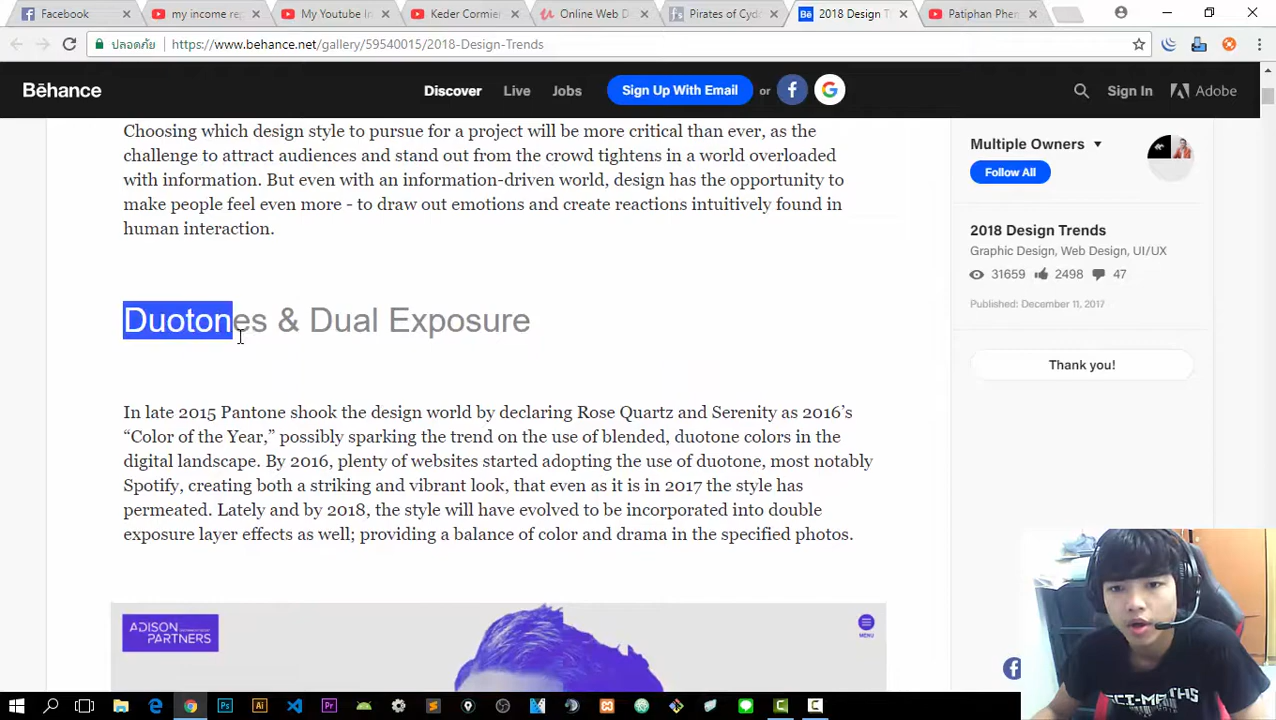 Facebook
my income rep
My Youtube I
Keder Cormie
Online Web D
Pirates of Cyd
2018 Design T
Patiphan Phen
ปลอดภัย https://www.behance.net/gallery/59540015/2018-Design-Trends
Bēhance
Discover Live Jobs Sign Up With Email or Sign In Adobe
Choosing which design style to pursue for a project will be more critical than ever, as the
challenge to attract audiences and stand out from the crowd tightens in a world overloaded
with information. But even with an information-driven world, design has the opportunity to
make people feel even more - to draw out emotions and create reactions intuitively found in
human interaction.
Duotones & Dual Exposure
In late 2015 Pantone shook the design world by declaring Rose Quartz and Serenity as 2016’s
“Color of the Year,” possibly sparking the trend on the use of blended, duotone colors in the
digital landscape. By 2016, plenty of websites started adopting the use of duotone, most notably
Spotify, creating both a striking and vibrant look, that even as it is in 2017 the style has
permeated. Lately and by 2018, the style will have evolved to be incorporated into double
exposure layer effects as well; providing a balance of color and drama in the specified photos.
ADISON
PARTNERS
MENU
Multiple Owners
Follow All
2018 Design Trends
Graphic Design, Web Design, UI/UX
31659 2498 47
Published: December 11, 2017
Thank you!